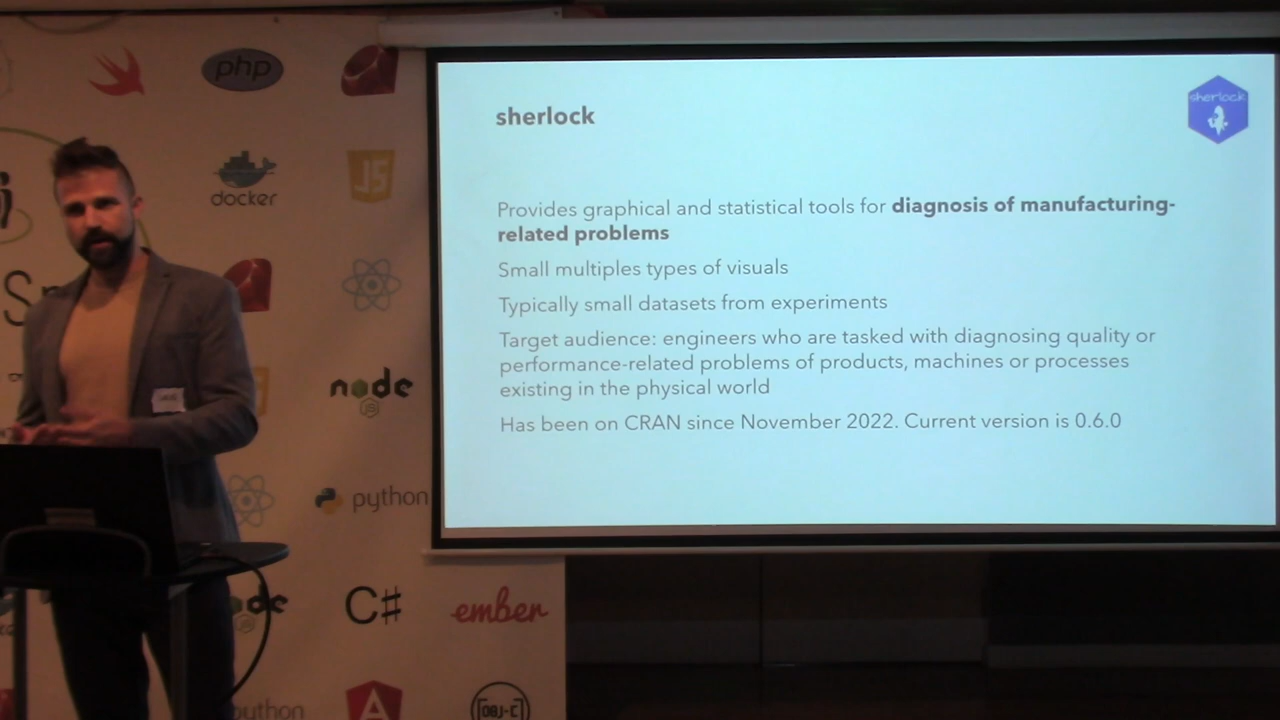 sherlock
sherlock
Provides graphical and statistical tools for diagnosis of manufacturing-
related problems
Small multiples types of visuals
Typically small datasets from experiments
Target audience: engineers who are tasked with diagnosing quality or
performance-related problems of products, machines or processes
existing in the physical world
Has been on CRAN since November 2022. Current version is 0.6.0
php
docker
JS
node
JS
python
de
C#
ember
python
A
OBJ-C